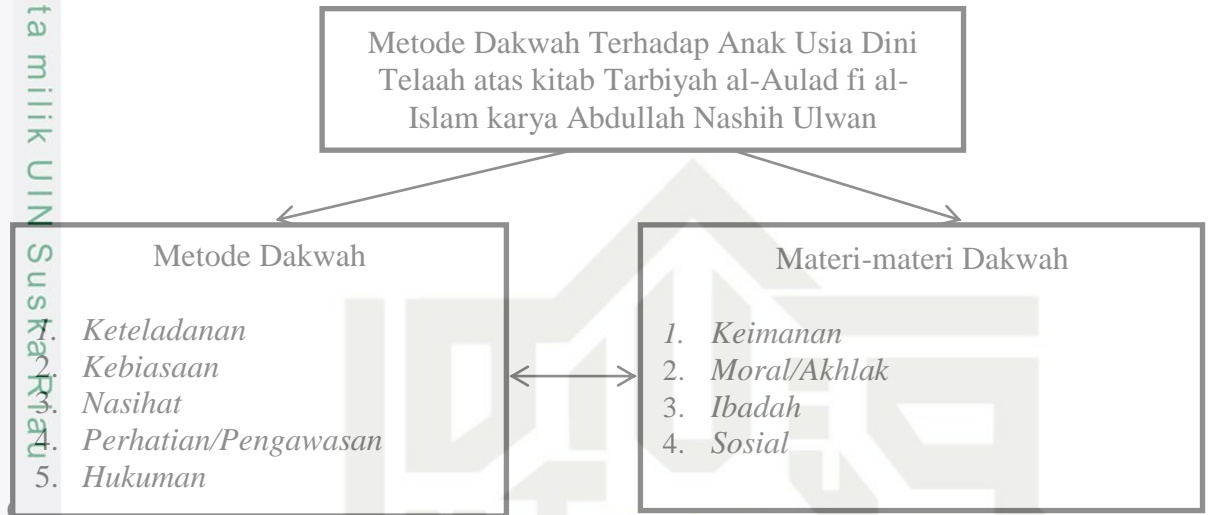 ta milik UIN Suska Riau
Metode Dakwah Terhadap Anak Usia Dini
Telaah atas kitab Tarbiyah al-Aulad fi al-
Islam karya Abdullah Nashih Ulwan
Metode Dakwah
1. Keteladanan
2. Kebiasaan
3. Nasihat
4. Perhatian/Pengawasan
5. Hukuman
Materi-materi Dakwah
1. Keimanan
2. Moral/Akhlak
3. Ibadah
4. Sosial